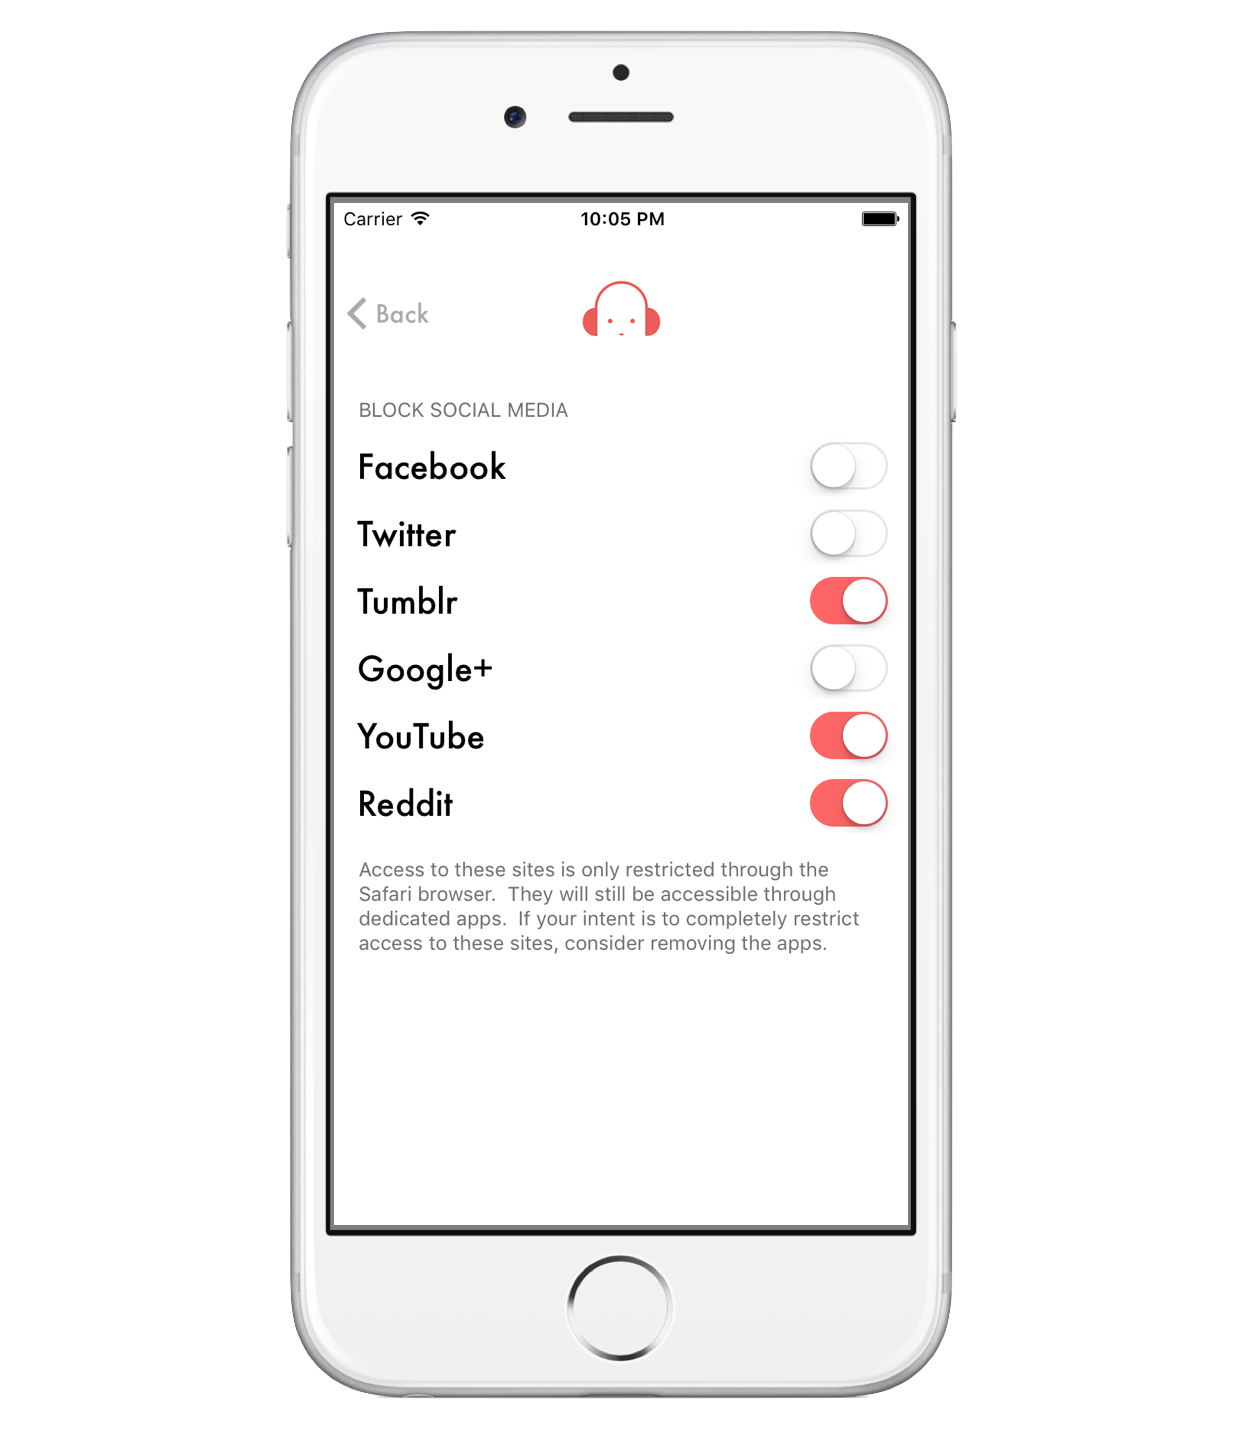 Carrier 10:05 PM
Back
BLOCK SOCIAL MEDIA
Facebook
Twitter
Tumblr
Google+
YouTube
Reddit
Access to these sites is only restricted through the
Safari browser.  They will still be accessible through
dedicated apps.  If your intent is to completely restrict
access to these sites, consider removing the apps.